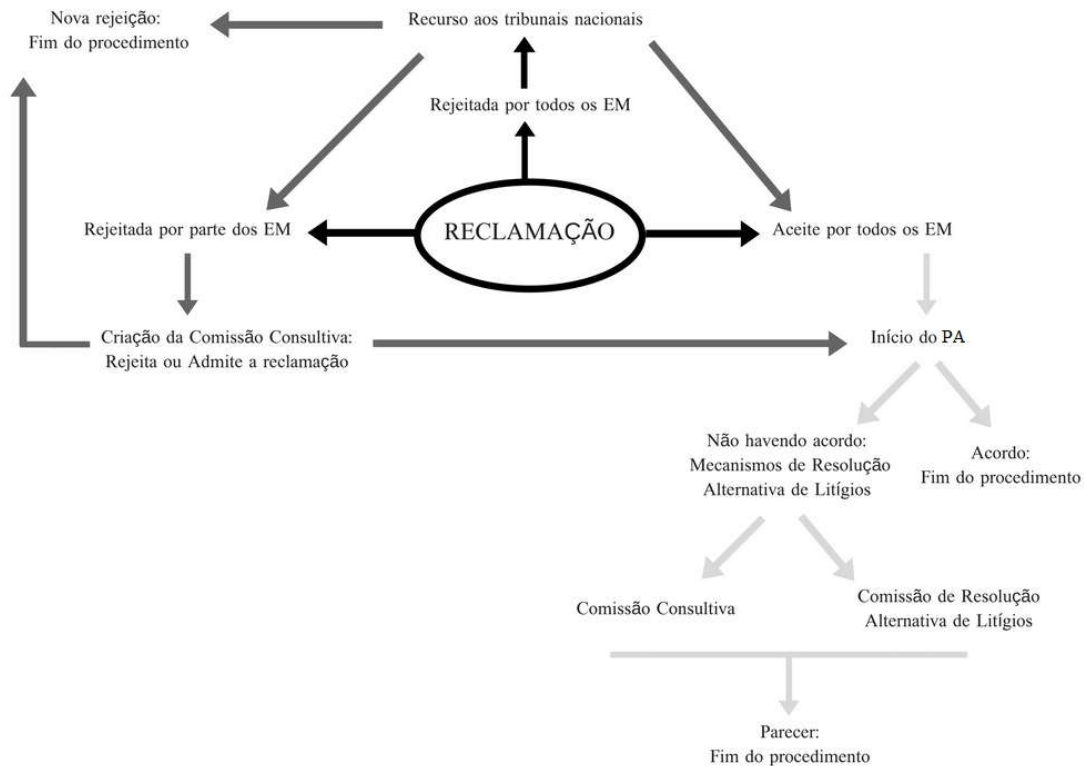 Nova rejeição:
Fim do procedimento
Recurso aos tribunais nacionais
Rejeitada por todos os EM
Rejeitada por parte dos EM
RECLAMAÇÃO
Aceite por todos os EM
Criação da Comissão Consultiva:
Rejeita ou Admite a reclamação
Início do PA
Não havendo acordo:
Mecanismos de Resolução
Alternativa de Litígios
Acordo:
Fim do procedimento
Comissão Consultiva
Comissão de Resolução
Alternativa de Litígios
Parecer:
Fim do procedimento